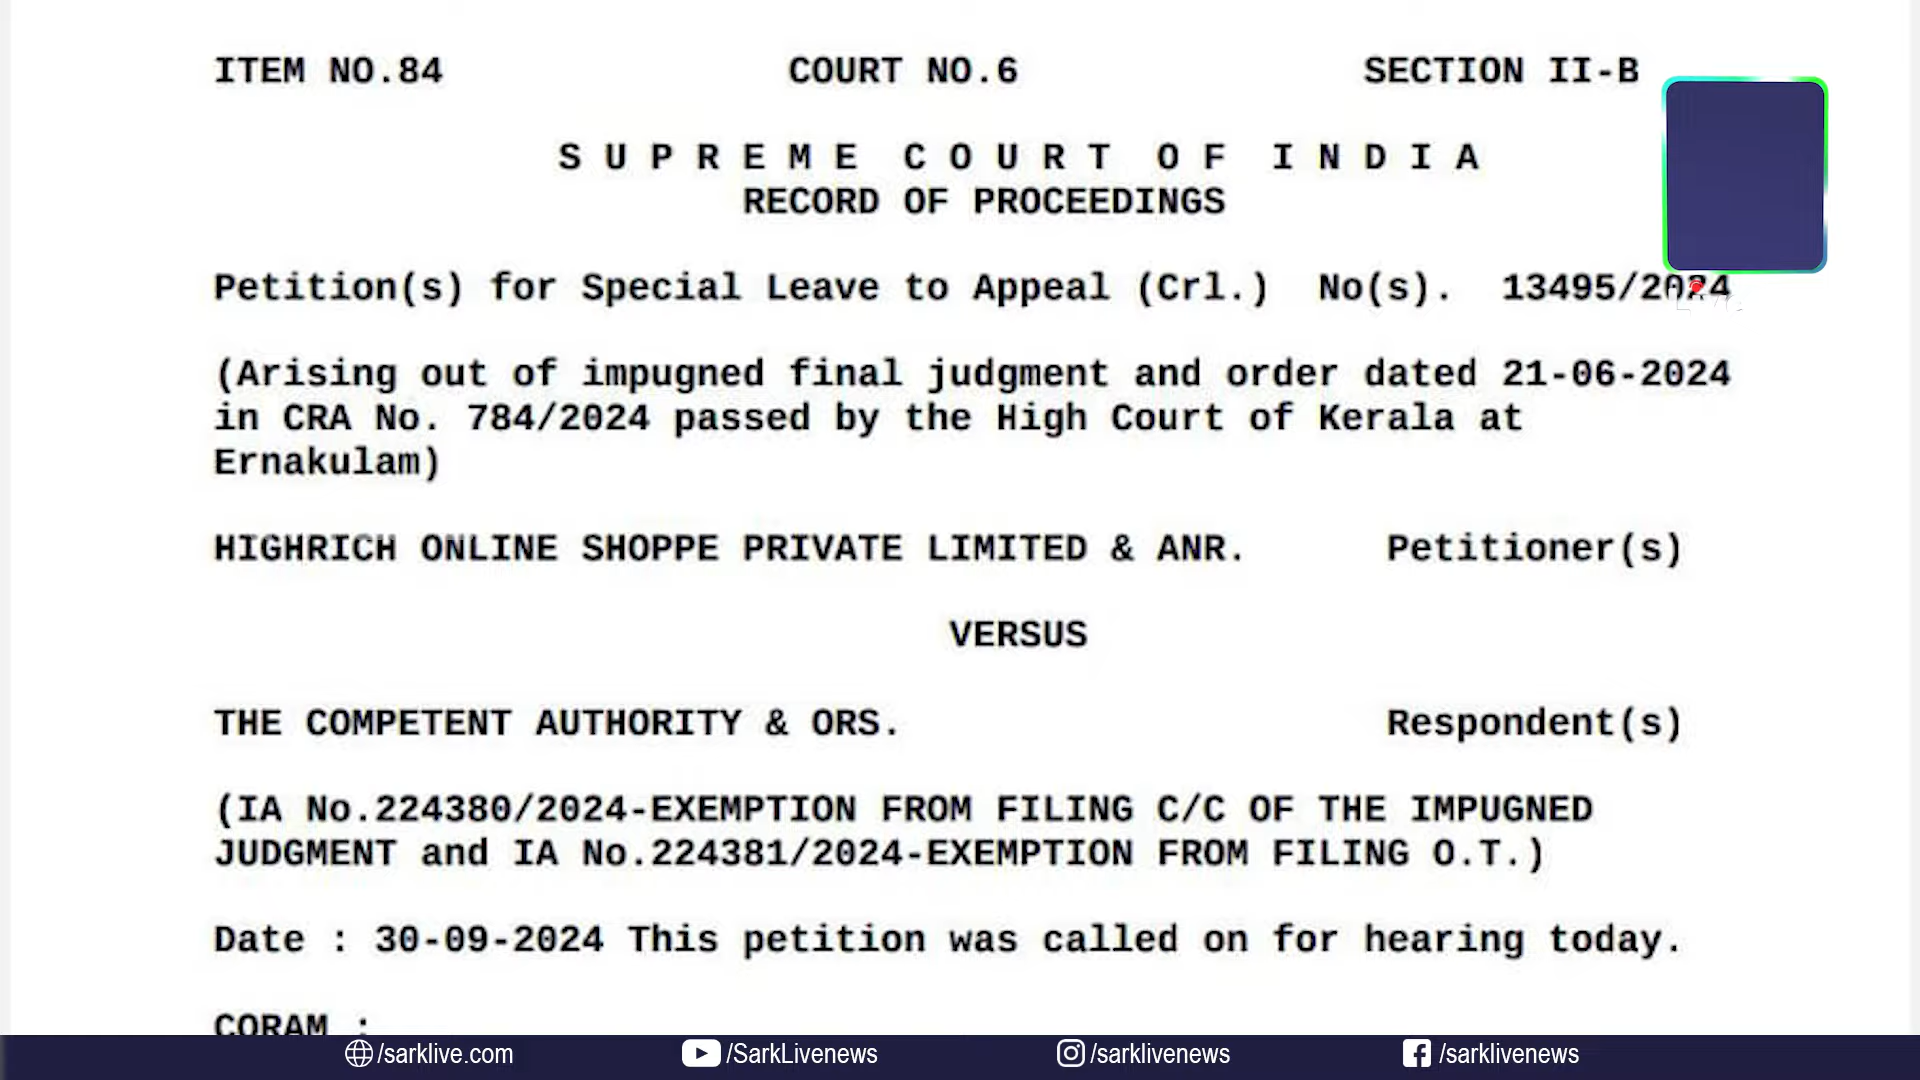 ITEM NO.84 COURT NO.6 SECTION II-B
S U P R E M E C O U R T O F I N D I A
RECORD OF PROCEEDINGS
Petition(s) for Special Leave to Appeal (Crl.) No(s). 13495/2024
(Arising out of impugned final judgment and order dated 21-06-2024
in CRA No. 784/2024 passed by the High Court of Kerala at
Ernakulam)
HIGHRICH ONLINE SHOPPE PRIVATE LIMITED & ANR. Petitioner(s)
VERSUS
THE COMPETENT AUTHORITY & ORS. Respondent(s)
(IA No.224380/2024-EXEMPTION FROM FILING C/C OF THE IMPUGNED
JUDGMENT and IA No.224381/2024-EXEMPTION FROM FILING O.T.)
Date : 30-09-2024 This petition was called on for hearing today.
CORAM :
/sarklive.com /SarkLivenews /sarklivenews /sarklivenews